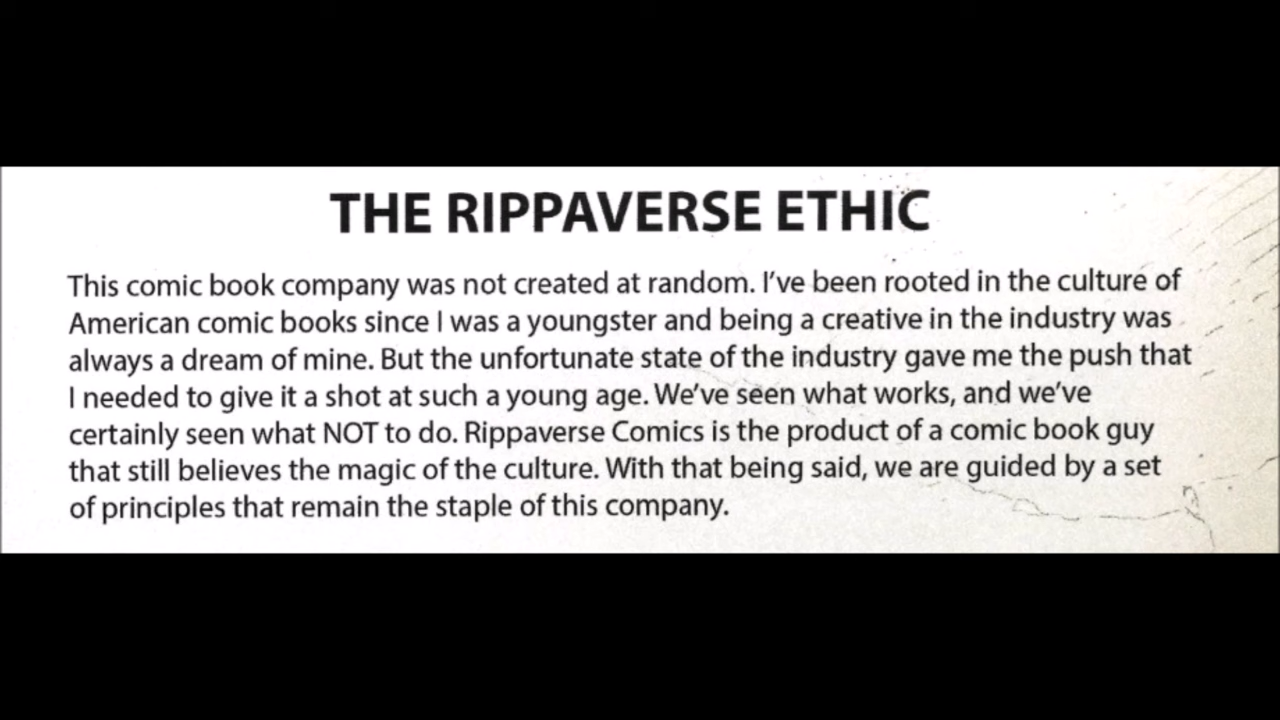 THE RIPPAVERSE ETHIC
This comic book company was not created at random. I've been rooted in the culture of
American comic books since I was a youngster and being a creative in the industry was
always a dream of mine. But the unfortunate state of the industry gave me the push that
I needed to give it a shot at such a young age. We've seen what works, and we've
certainly seen what NOT to do. Rippaverse Comics is the product of a comic book guy
that still believes the magic of the culture. With that being said, we are guided by a set
of principles that remain the staple of this company.